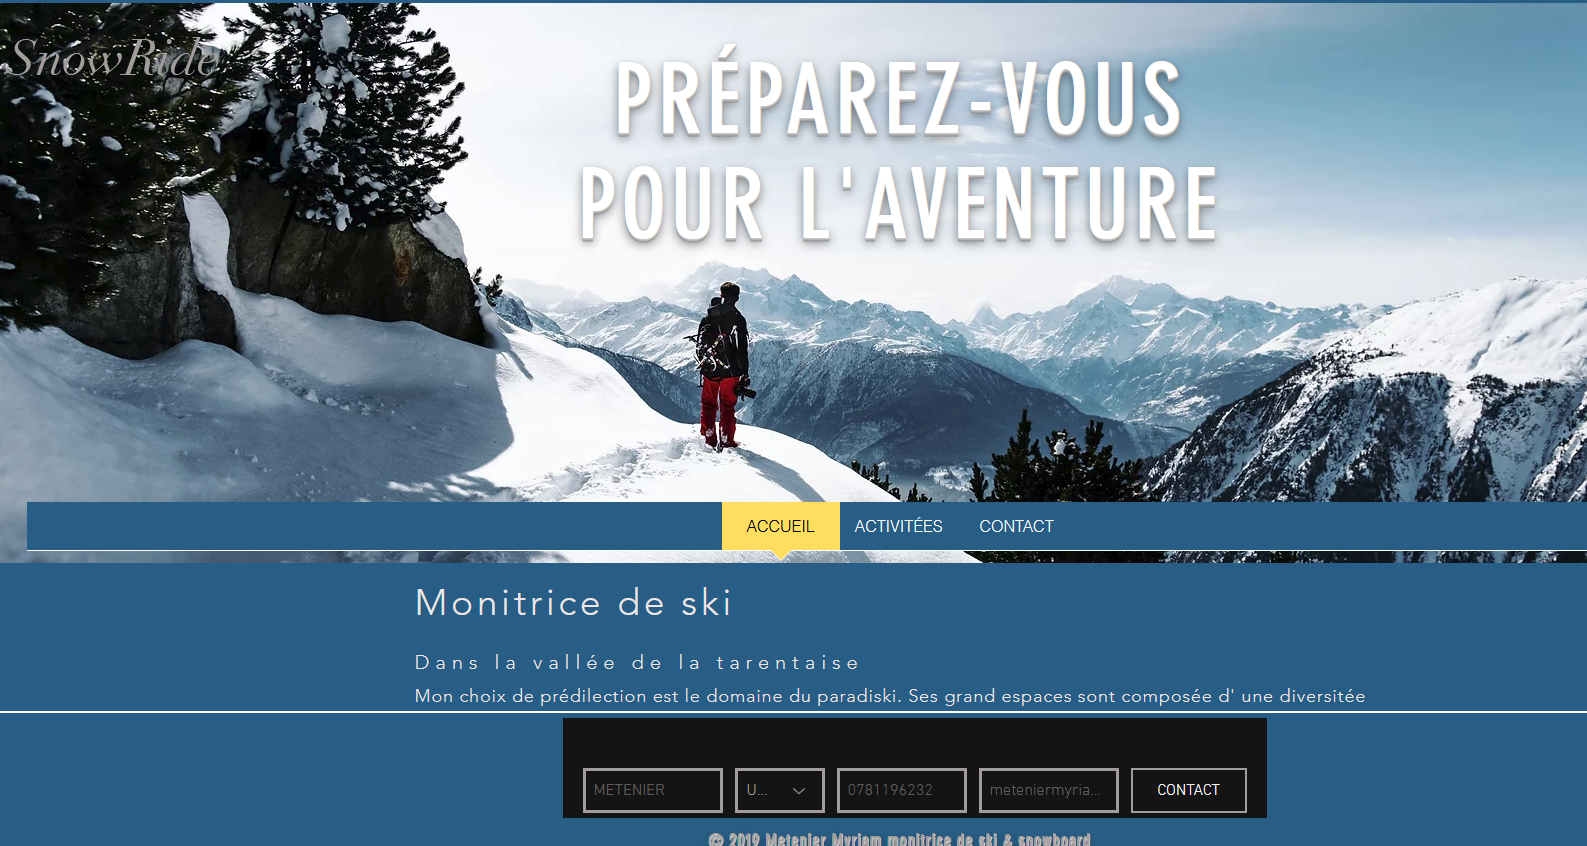 SnowRide
PRÉPAREZ-VOUS
POUR L'AVENTURE
ACCUEIL ACTIVITÉES CONTACT
Monitrice de ski
Dans la vallée de la tarentaise
Mon choix de prédilection est le domaine du paradiski. Ses grand espaces sont composée d' une diversitée
METENIER U... 0781196232 meteniermyria... CONTACT
© 2019 Metenier Myriam monitrice de ski & snowboard